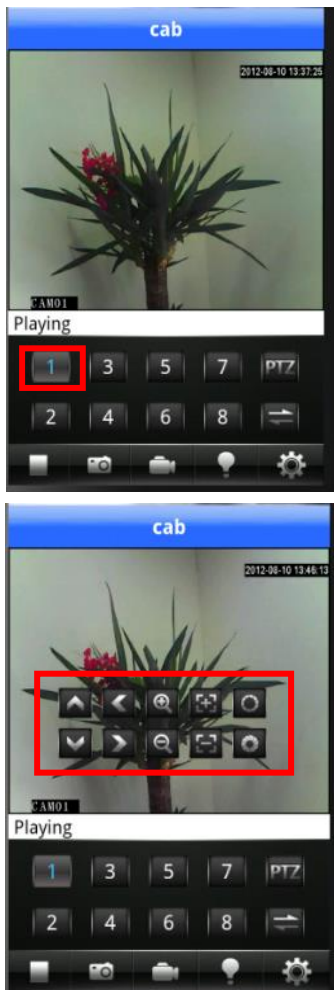 cab
2012-08-10 13:37:25
CAM01
Playing
1 3 5 7 PTZ
2 4 6 8
cab
2012-08-10 13:46:13
CAM01
Playing
1 3 5 7 PTZ
2 4 6 8